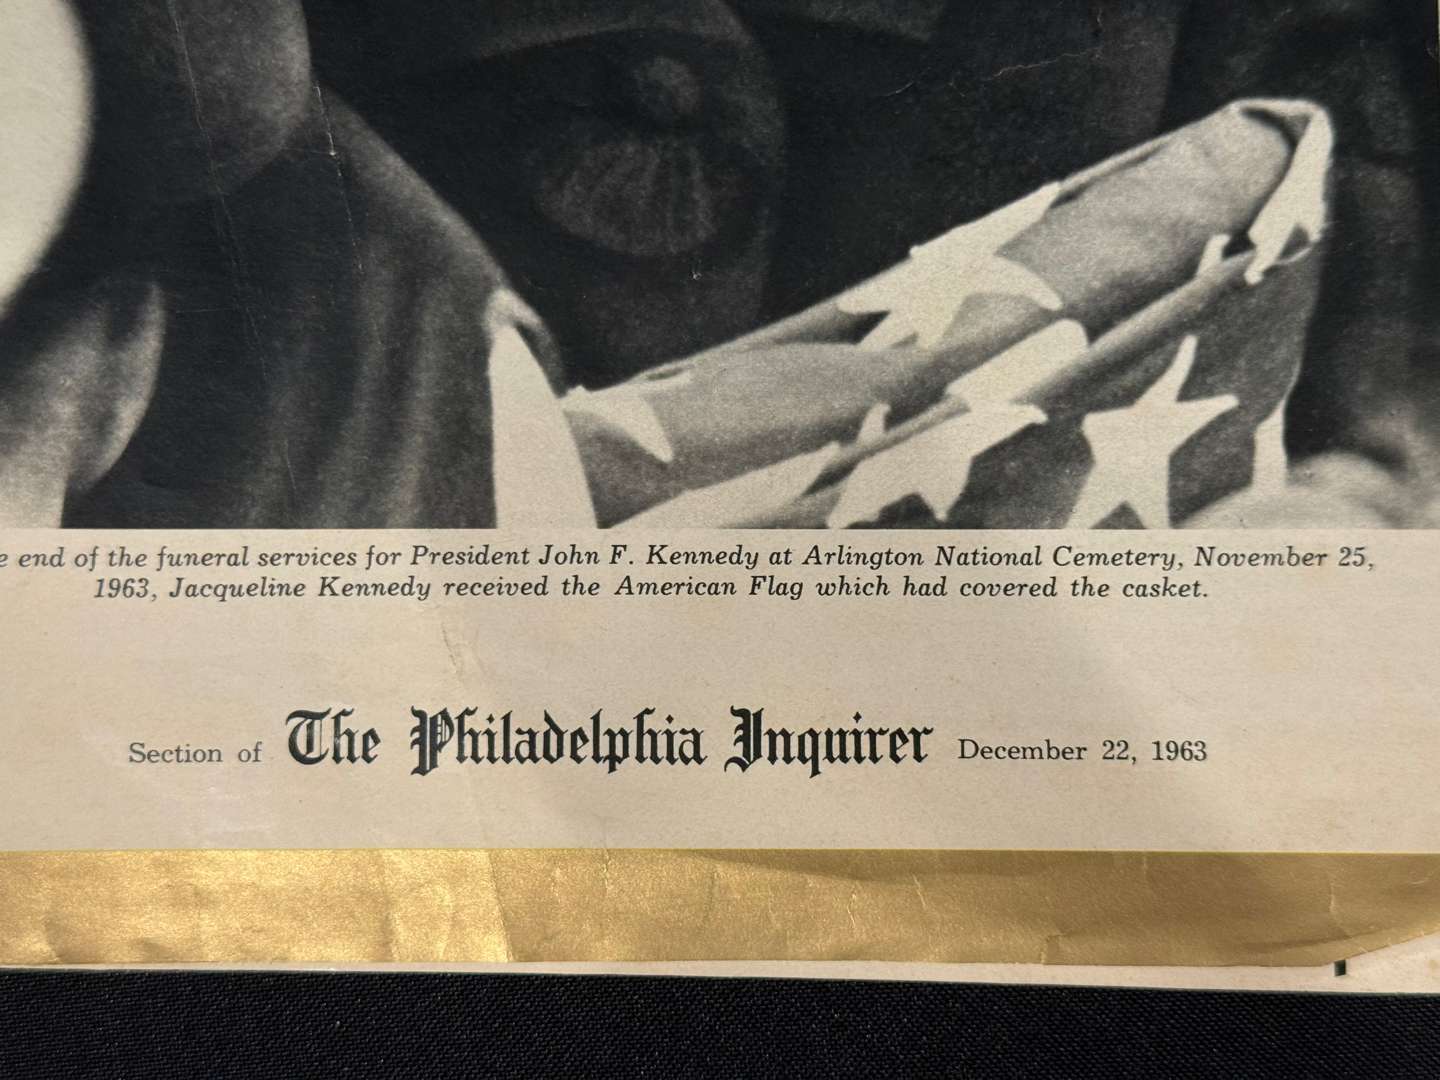 end of the funeral services for President John F. Kennedy at Arlington National Cemetery, November 25,
1963, Jacqueline Kennedy received the American Flag which had covered the casket.
Section of The Philadelphia Inquirer December 22, 1963